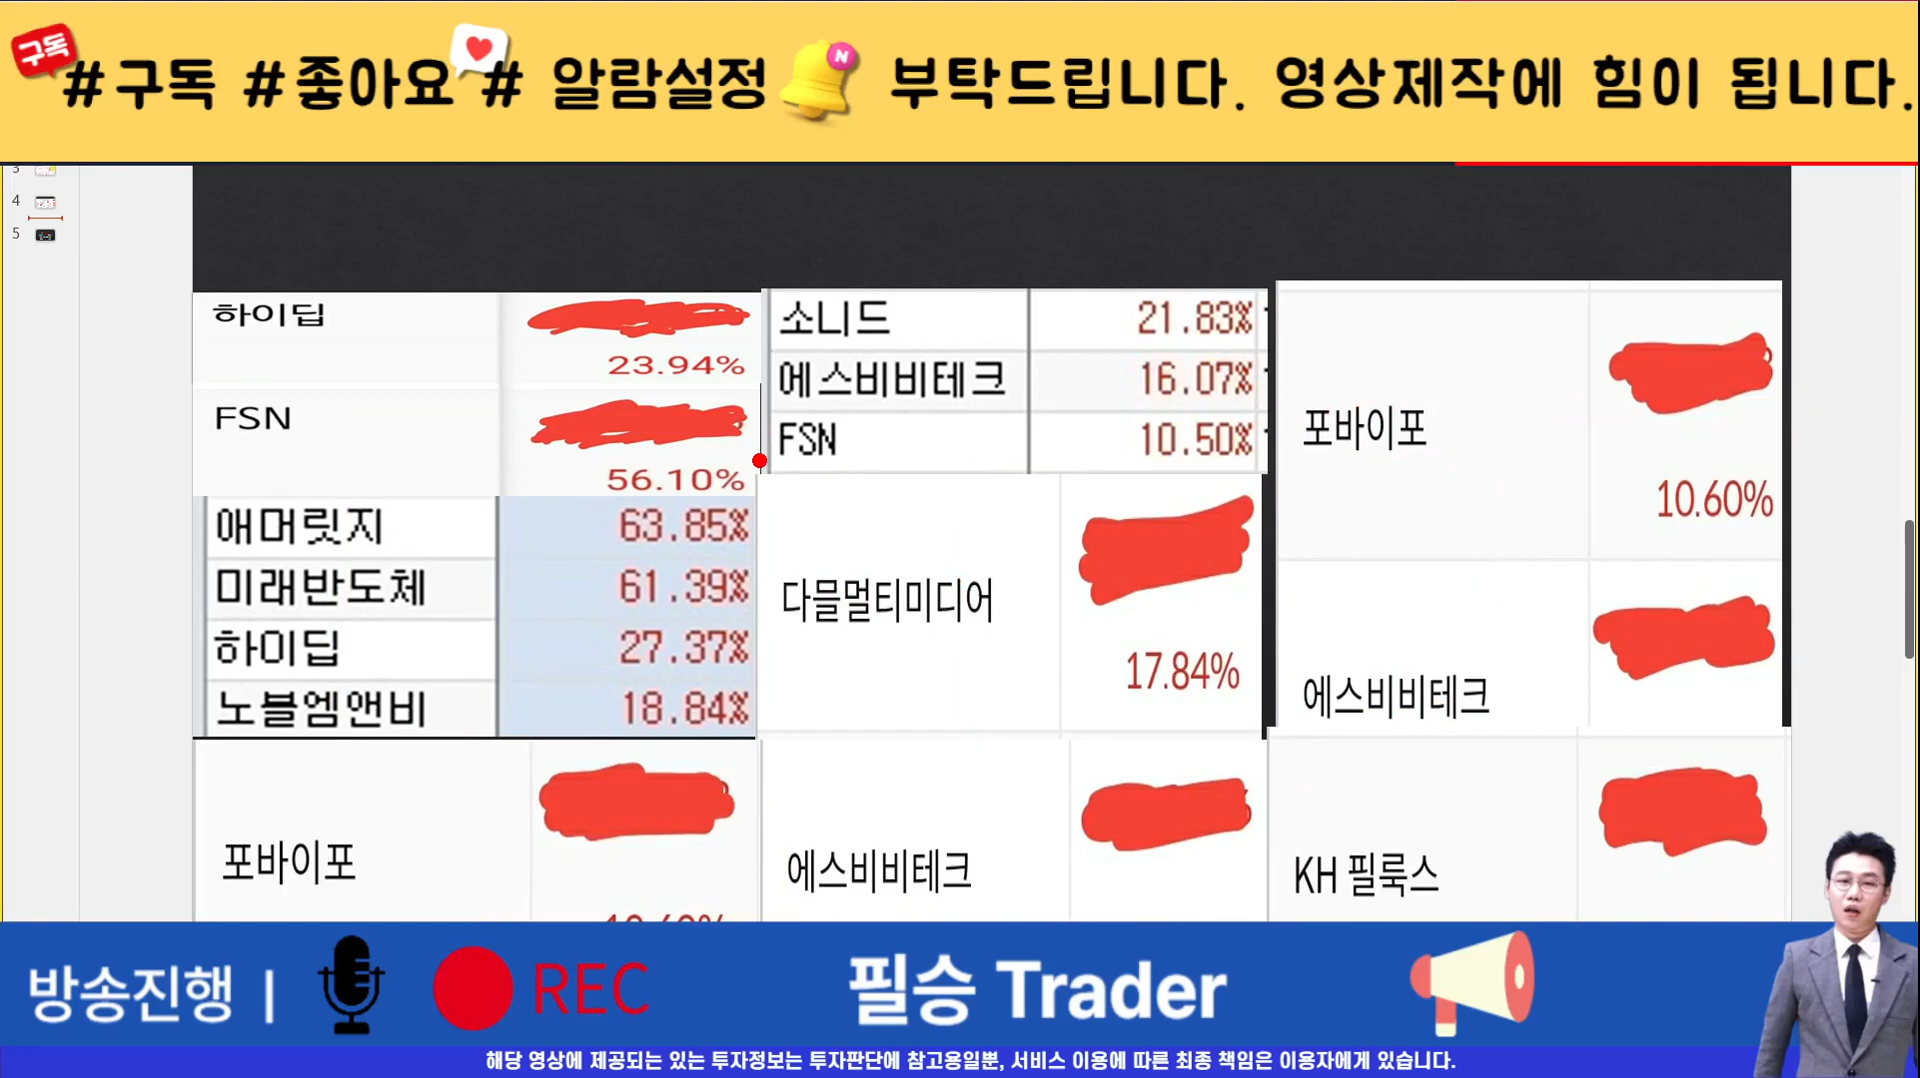 구독
#구독 #좋아요 # 알람설정 N 부탁드립니다. 영상제작에 힘이 됩니다.
3
4
5
하이딥
23.94%
FSN
56.10%
애머릿지 63.85%
미래반도체 61.39%
하이딥 27.37%
노블엠앤비 18.84%
소니드 21.83%
에스비비테크 16.07%
FSN 10.50%
다믈멀티미디어
17.84%
포바이포
10.60%
에스비비테크
포바이포
에스비비테크
KH 필룩스
방송진행 | REC 필승 Trader
해당 영상에 제공되는 있는 투자정보는 투자판단에 참고용일뿐, 서비스 이용에 따른 최종 책임은 이용자에게 있습니다.